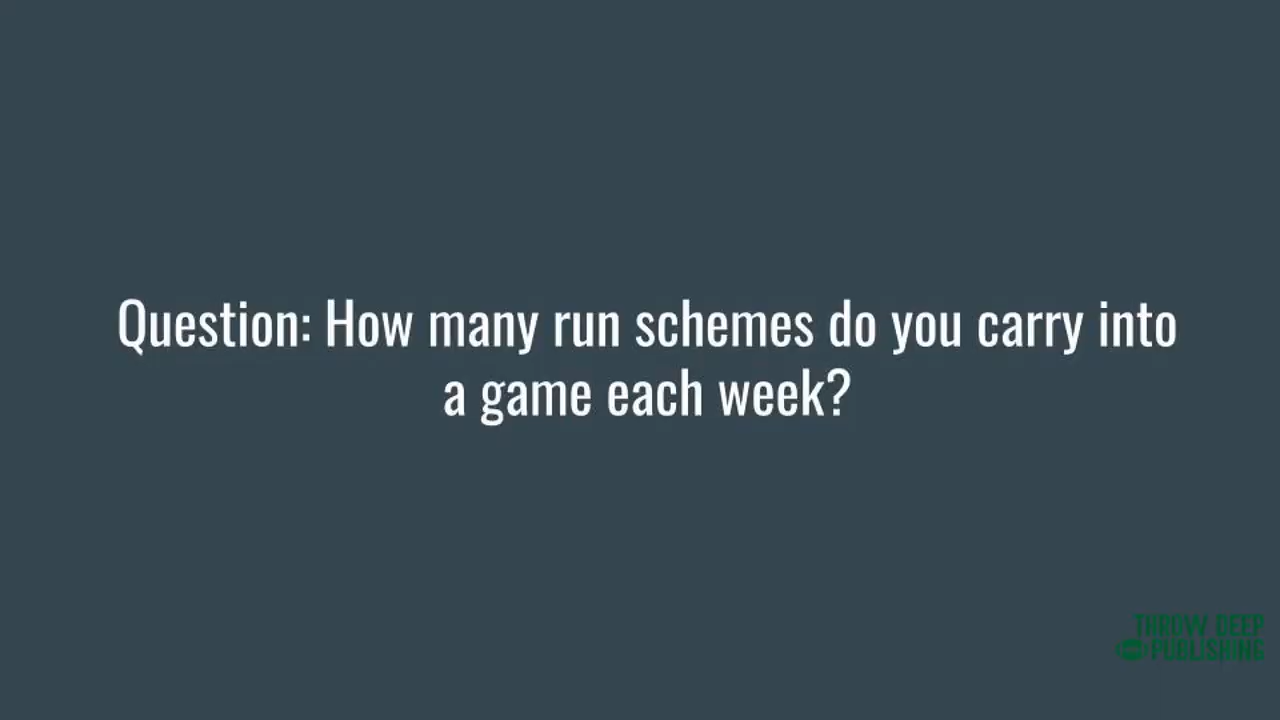 Question: How many run schemes do you carry into
a game each week?
THROW DEEP
PUBLISHING